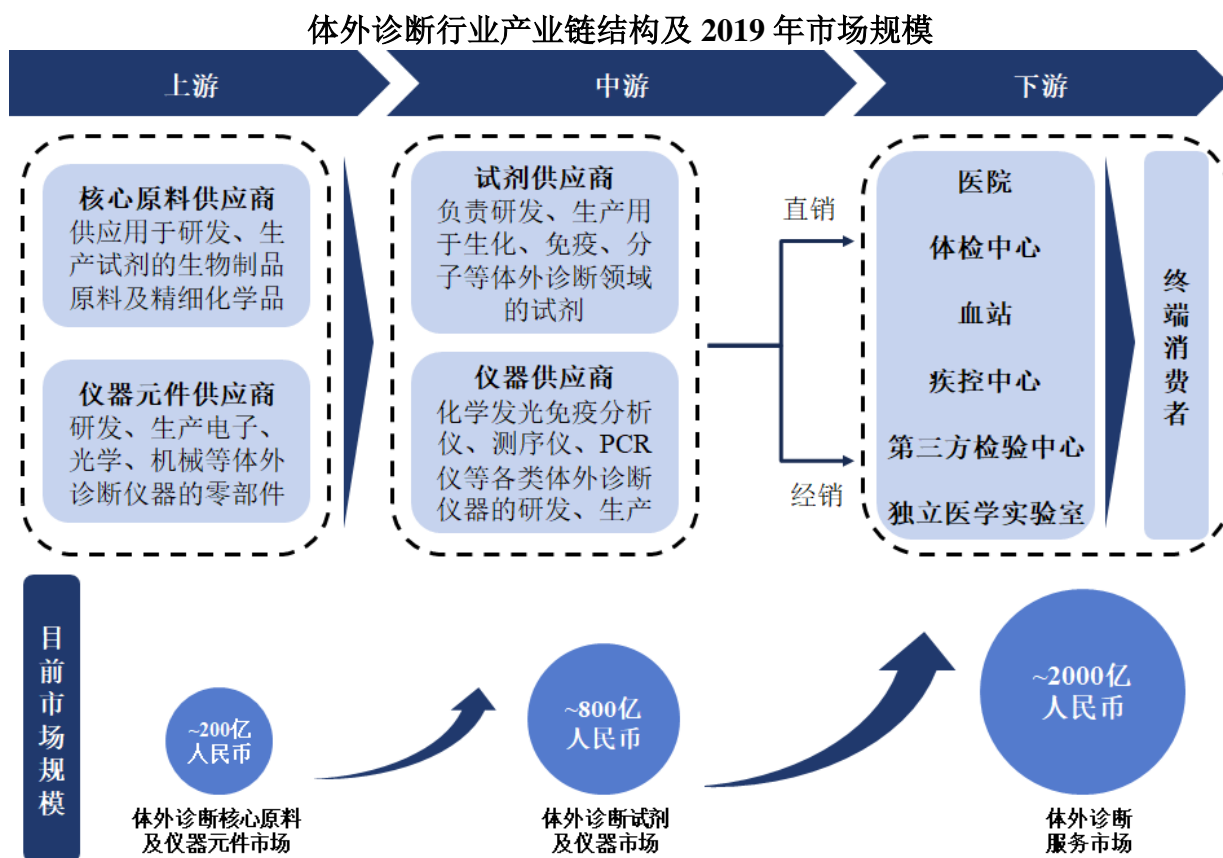 体外诊断行业产业链结构及 2019 年市场规模
上游
中游
下游
核心原料供应商
供应用于研发、生
产试剂的生物制品
原料及精细化学品
仪器元件供应商
研发、生产电子、
光学、机械等体外
诊断仪器的零部件
试剂供应商
负责研发、生产用
于生化、免疫、分
子等体外诊断领域
的试剂
仪器供应商
化学发光免疫分析
仪、测序仪、PCR
仪等各类体外诊断
仪器的研发、生产
直销
经销
医院
体检中心
血站
疾控中心
第三方检验中心
独立医学实验室
终端消费者
目前市场规模
~200亿
人民币
体外诊断核心原料
及仪器元件市场
~800亿
人民币
体外诊断试剂
及仪器市场
~2000亿
人民币
体外诊断
服务市场